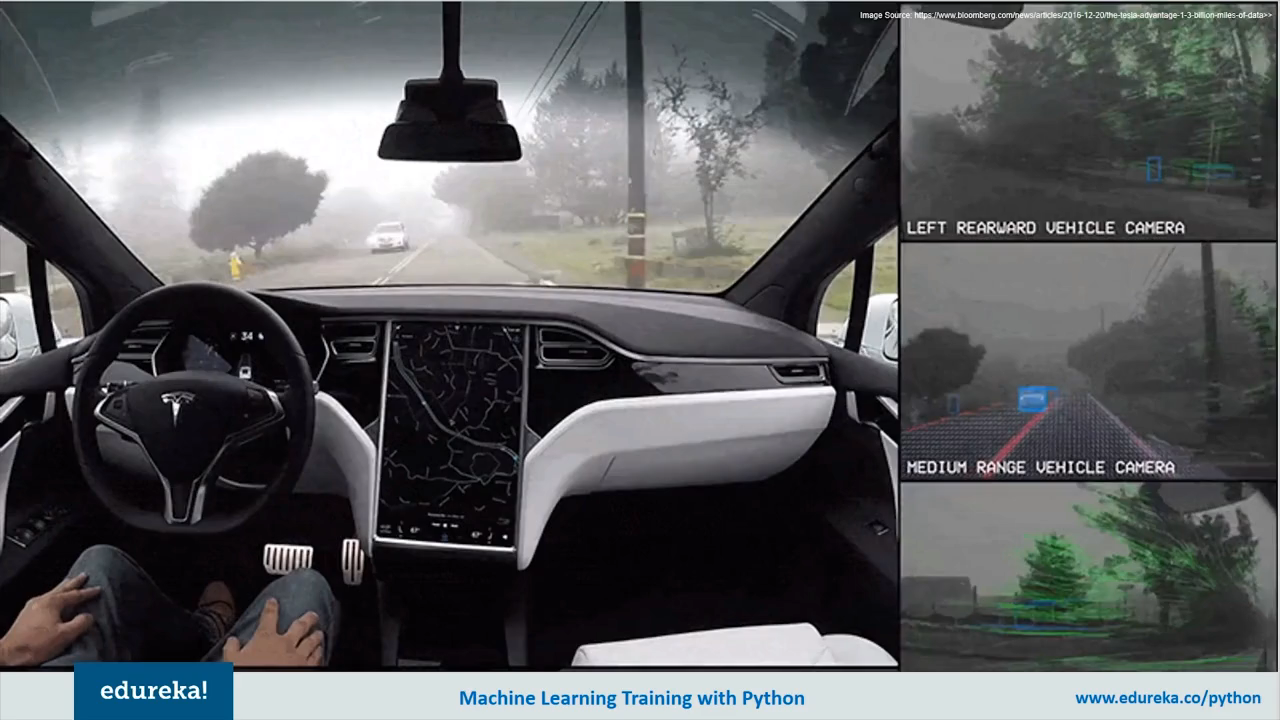 Image Source: https://www.bloomberg.com/news/articles/2016-12-20/the-tesla-advantage-1-3-billion-miles-of-data>>
LEFT REARWARD VEHICLE CAMERA
34
MEDIUM RANGE VEHICLE CAMERA
edureka!
Machine Learning Training with Python
www.edureka.co/python